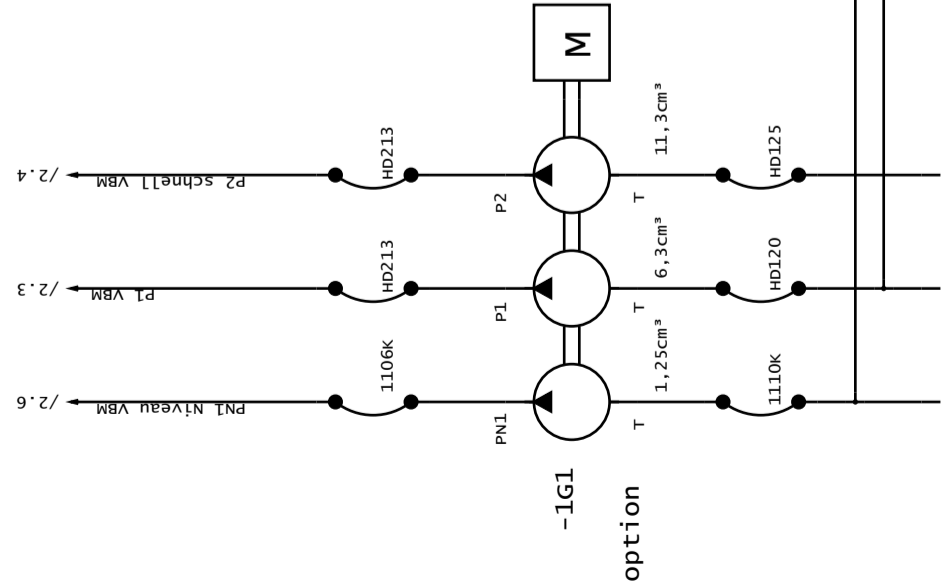 M
11,3cm³
HD213
HD125
/2.4
P2 schnell VBM
P2
T
6,3cm³
HD213
HD120
/2.3
P1 VBM
P1
T
1,25cm³
1106K
1110K
/2.6
PN1 Niveau VBM
PN1
T
-1G1
option